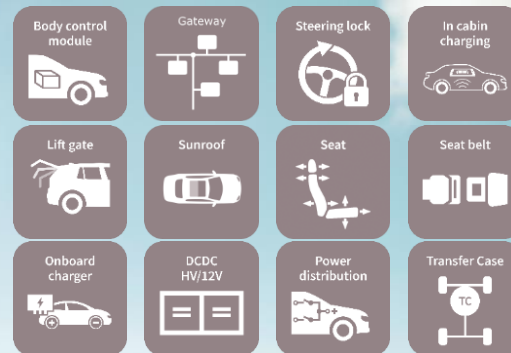 Body control
module
Gateway
Steering lock
In cabin
charging
Lift gate
Sunroof
Seat
Seat belt
Onboard
charger
DCDC
HV/12V
Power
distribution
Transfer Case
TC